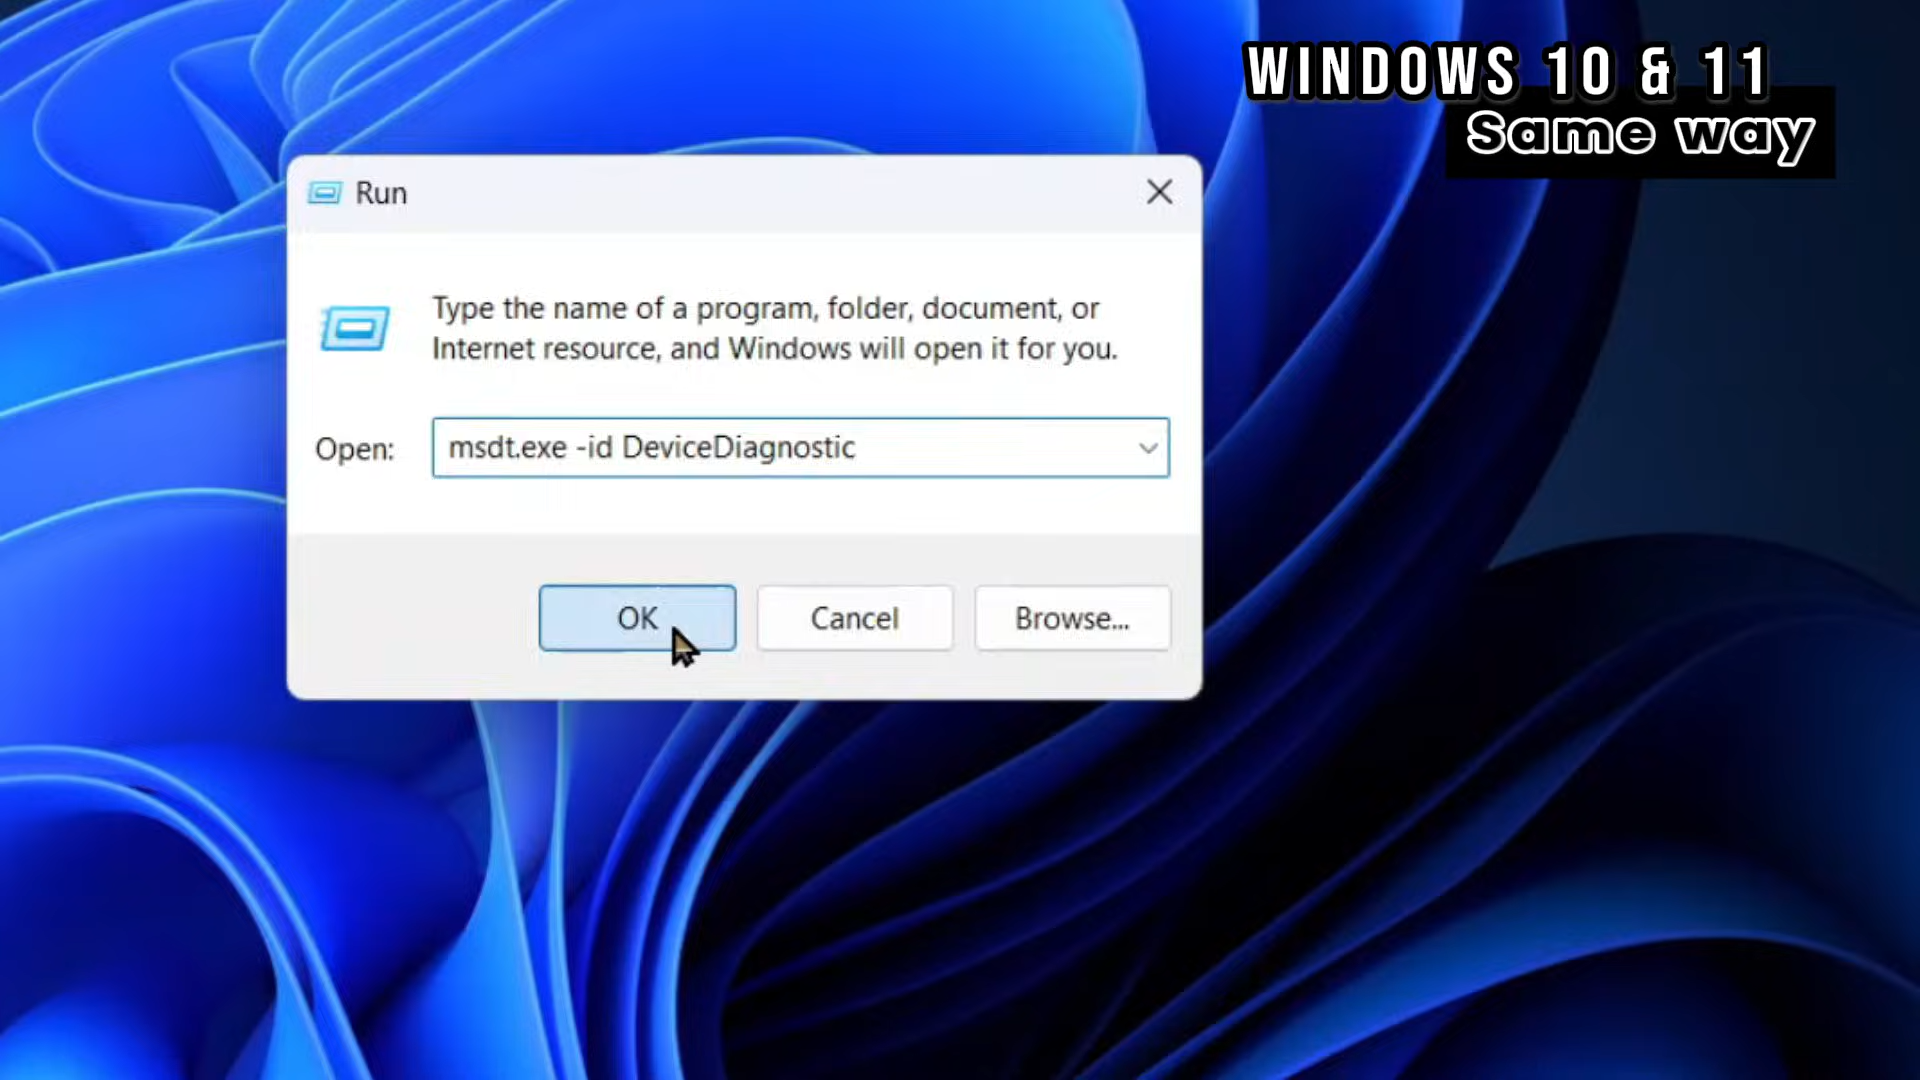 WINDOWS 10 & 11
Same way
Run
Type the name of a program, folder, document, or
Internet resource, and Windows will open it for you.
Open: msdt.exe -id DeviceDiagnostic
OK Cancel Browse...